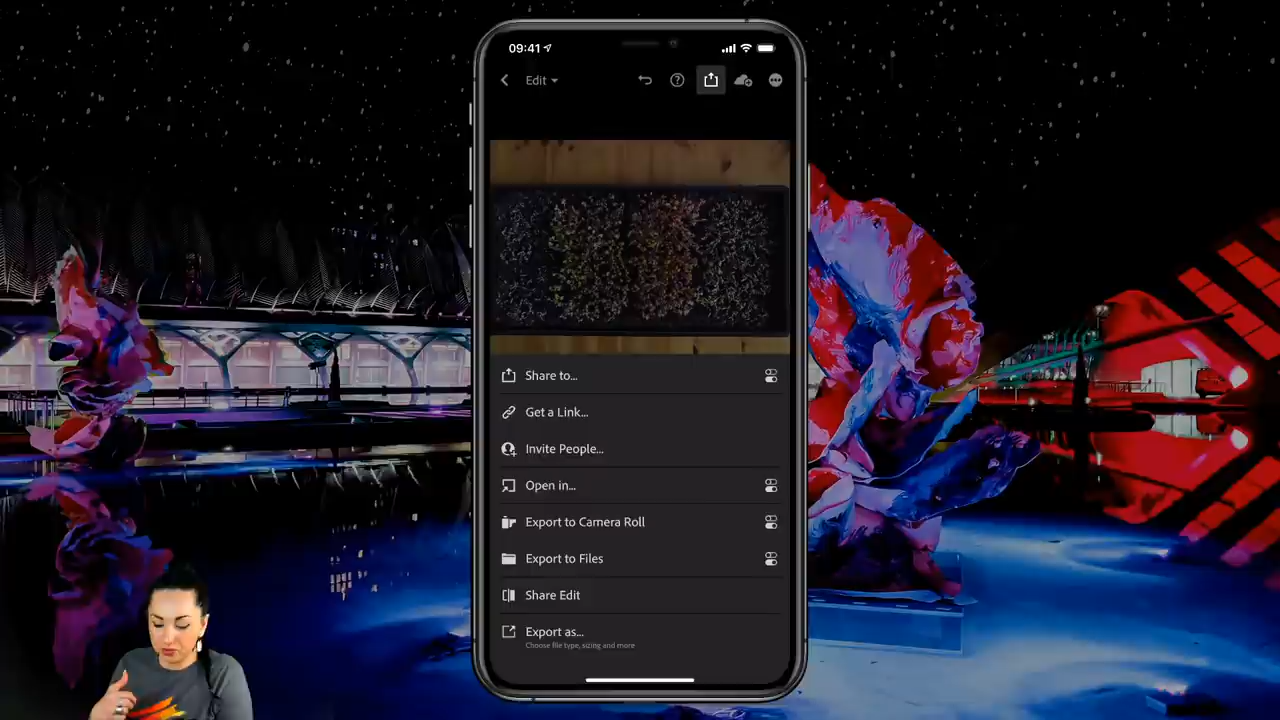 09:41
Edit
Share to...
Get a Link...
Invite People...
Open in...
Export to Camera Roll
Export to Files
Share Edit
Export as...
Choose file type, sizing and more